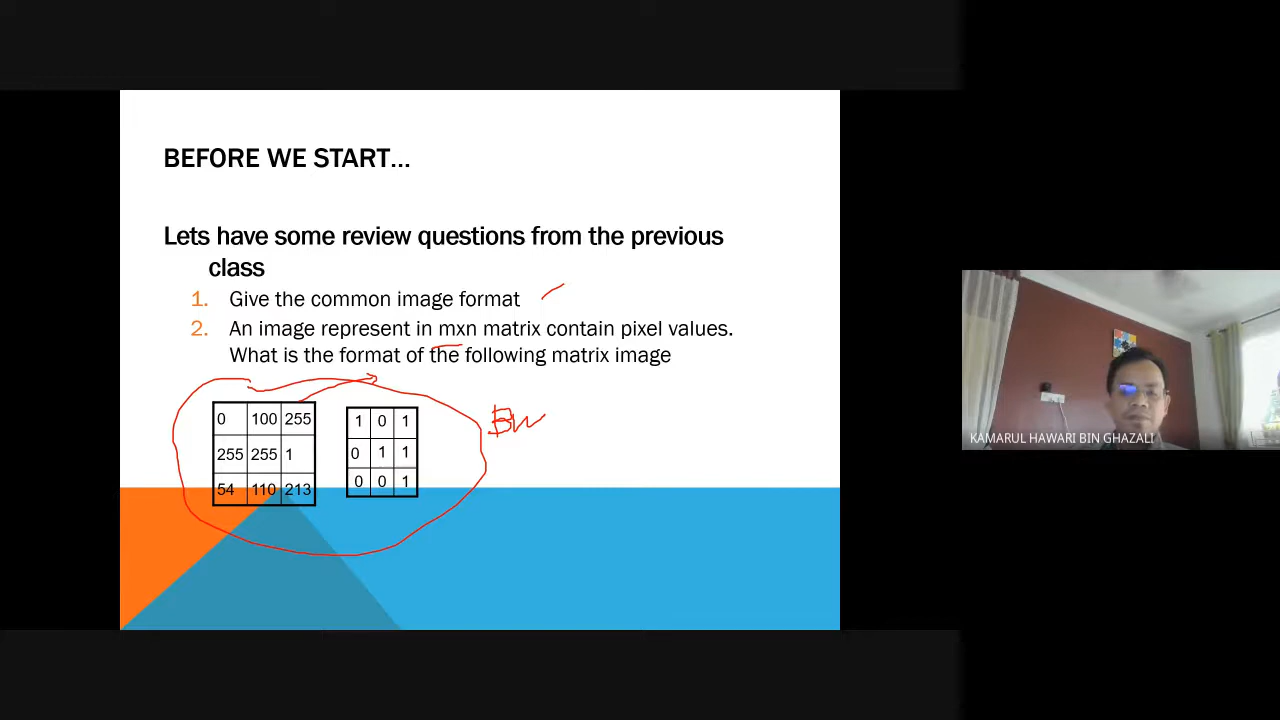 BEFORE WE START...
Lets have some review questions from the previous
class
1. Give the common image format
2. An image represent in mxn matrix contain pixel values.
What is the format of the following matrix image
0 100 255
255 255 1
54 110 213
1 0 1
0 1 1
0 0 1
BW
KAMARUL HAWARI BIN GHAZALI